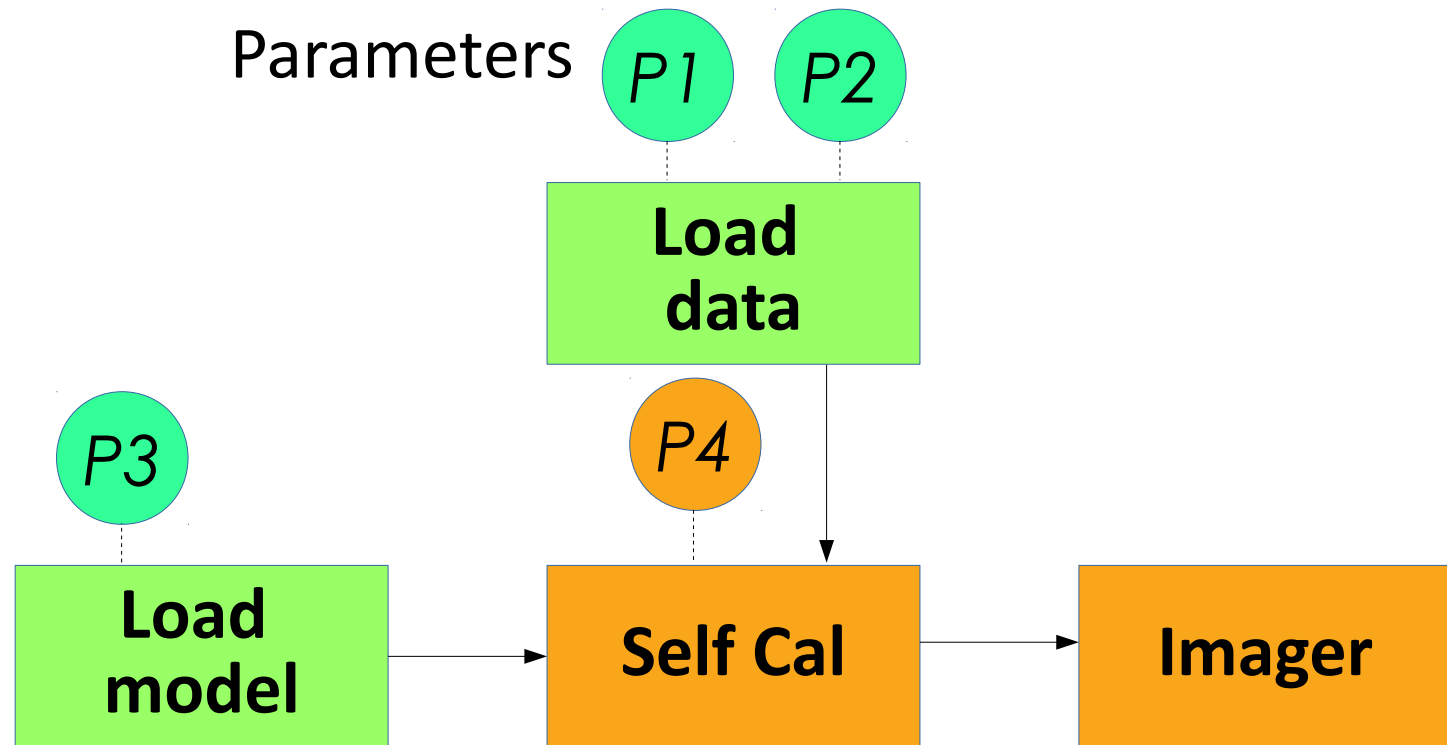 Parameters
P1
P2
Load
data
P3
P4
Load
model
Self Cal
Imager